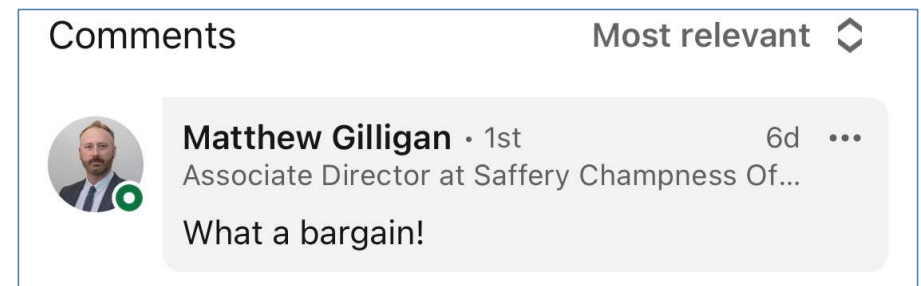 Comments Most relevant
Matthew Gilligan · 1st 6d •••
Associate Director at Saffery Champness Of...
What a bargain!